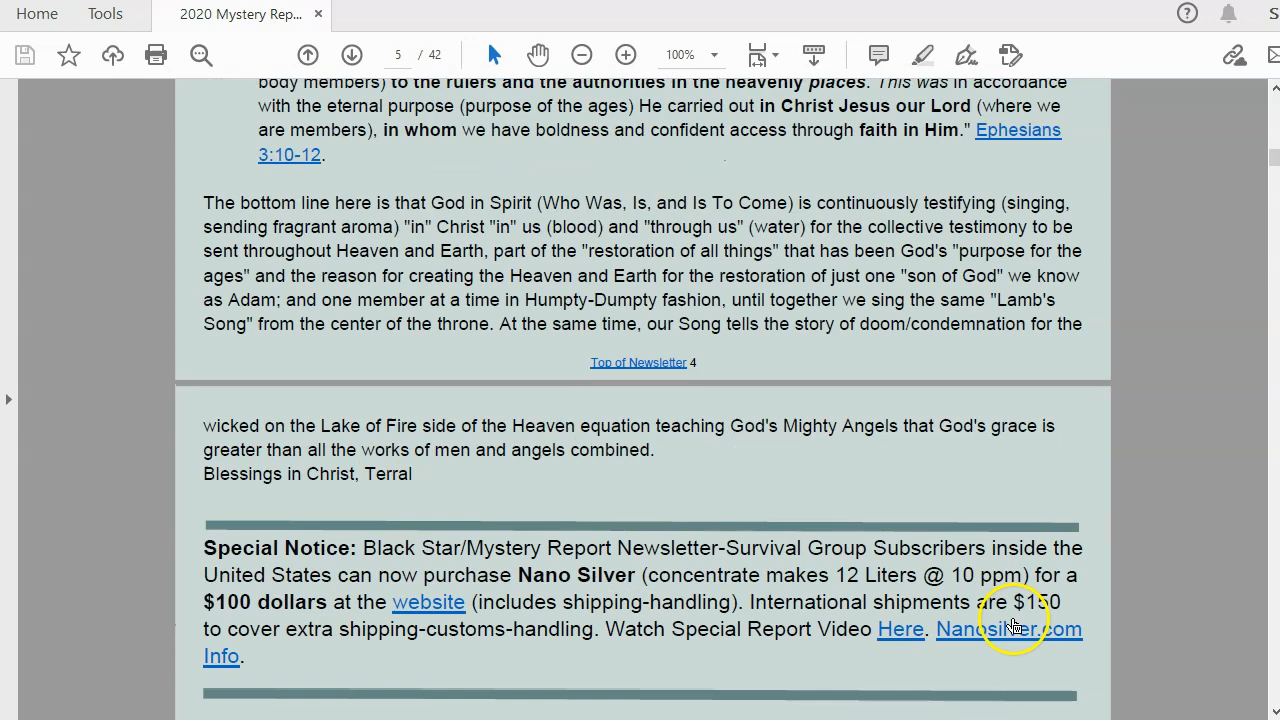 Home Tools 2020 Mystery Rep... ×
5 / 42 100%
body members) to the rulers and the authorities in the heavenly places. This was in accordance
with the eternal purpose (purpose of the ages) He carried out in Christ Jesus our Lord (where we
are members), in whom we have boldness and confident access through faith in Him." Ephesians
3:10-12.
The bottom line here is that God in Spirit (Who Was, Is, and Is To Come) is continuously testifying (singing,
sending fragrant aroma) "in" Christ "in" us (blood) and "through us" (water) for the collective testimony to be
sent throughout Heaven and Earth, part of the "restoration of all things" that has been God's "purpose for the
ages" and the reason for creating the Heaven and Earth for the restoration of just one "son of God" we know
as Adam; and one member at a time in Humpty-Dumpty fashion, until together we sing the same "Lamb's
Song" from the center of the throne. At the same time, our Song tells the story of doom/condemnation for the
Top of Newsletter 4
wicked on the Lake of Fire side of the Heaven equation teaching God's Mighty Angels that God's grace is
greater than all the works of men and angels combined.
Blessings in Christ, Terral
Special Notice: Black Star/Mystery Report Newsletter-Survival Group Subscribers inside the
United States can now purchase Nano Silver (concentrate makes 12 Liters @ 10 ppm) for a
$100 dollars at the website (includes shipping-handling). International shipments are $150
to cover extra shipping-customs-handling. Watch Special Report Video Here. Nanosilver.com
Info.